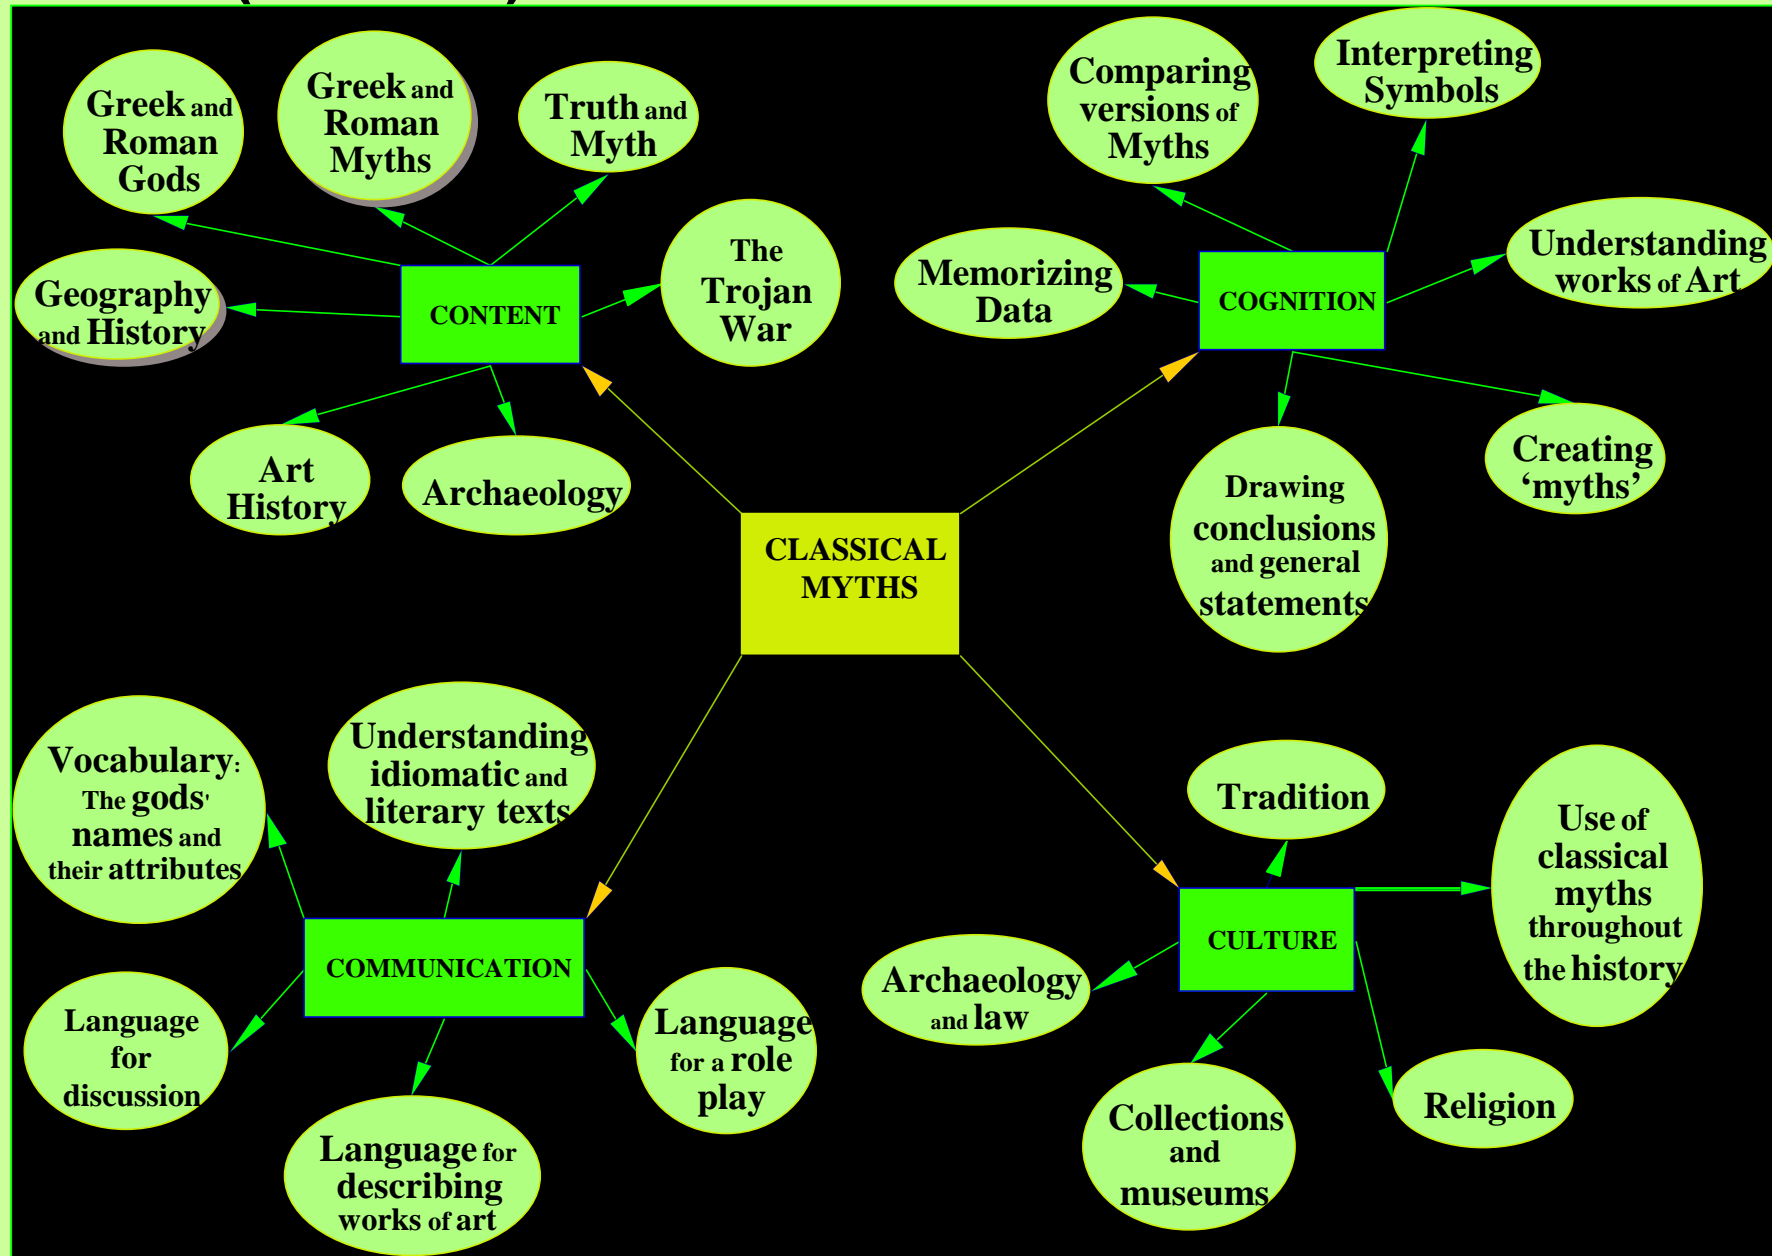 Greek and
Roman
Gods
Greek and
Roman
Myths
Truth and
Myth
The
Trojan
War
Geography
and History
CONTENT
Art
History
Archaeology
Comparing
versions of
Myths
Interpreting
Symbols
Memorizing
Data
COGNITION
Understanding
works of Art
Drawing
conclusions
and general
statements
Creating
‘myths’
CLASSICAL
MYTHS
Vocabulary:
The gods'
names and
their attributes
Understanding
idiomatic and
literary texts
COMMUNICATION
Language
for
discussion
Language for
describing
works of art
Language
for a role
play
Tradition
Use of
classical
myths
throughout
the history
CULTURE
Archaeology
and law
Collections
and
museums
Religion